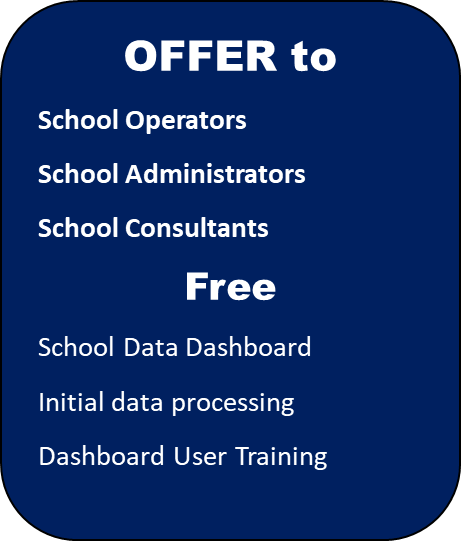 OFFER to
School Operators
School Administrators
School Consultants
Free
School Data Dashboard
Initial data processing
Dashboard User Training